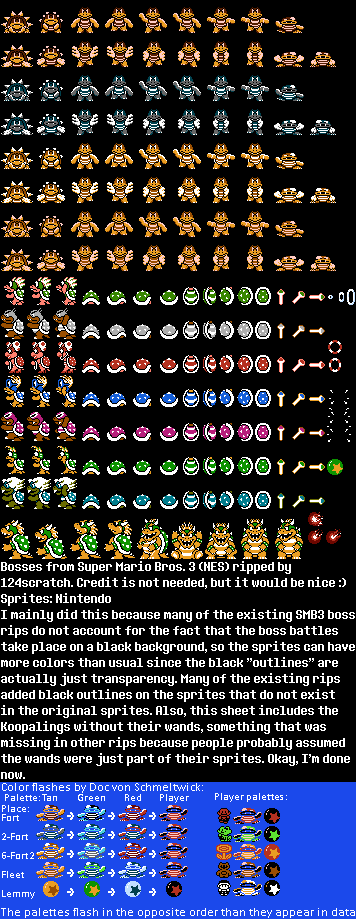 Bosses from Super Mario Bros. 3 (NES) ripped by
124scratch. Credit is not needed, but it would be nice :)
Sprites: Nintendo
I mainly did this because many of the existing SMB3 boss
rips do not account for the fact that the boss battles
take place on a black background, so the sprites can have
more colors than usual since the black "outlines" are
actually just transparency. Many of the existing rips
added black outlines on the sprites that do not exist
in the original sprites. Also, this sheet includes the
Koopalings without their wands, something that was
missing in other rips because people probably assumed
the wands were just part of their sprites. Okay, I'm done
now.
Color flashes by Doc von Schmeltwick:
Palette: Tan Green Red Player Player palettes:
Place:
Fort
2-Fort
6-Fort2
Fleet
Lemmy
The palettes flash in the opposite order than they appear in data